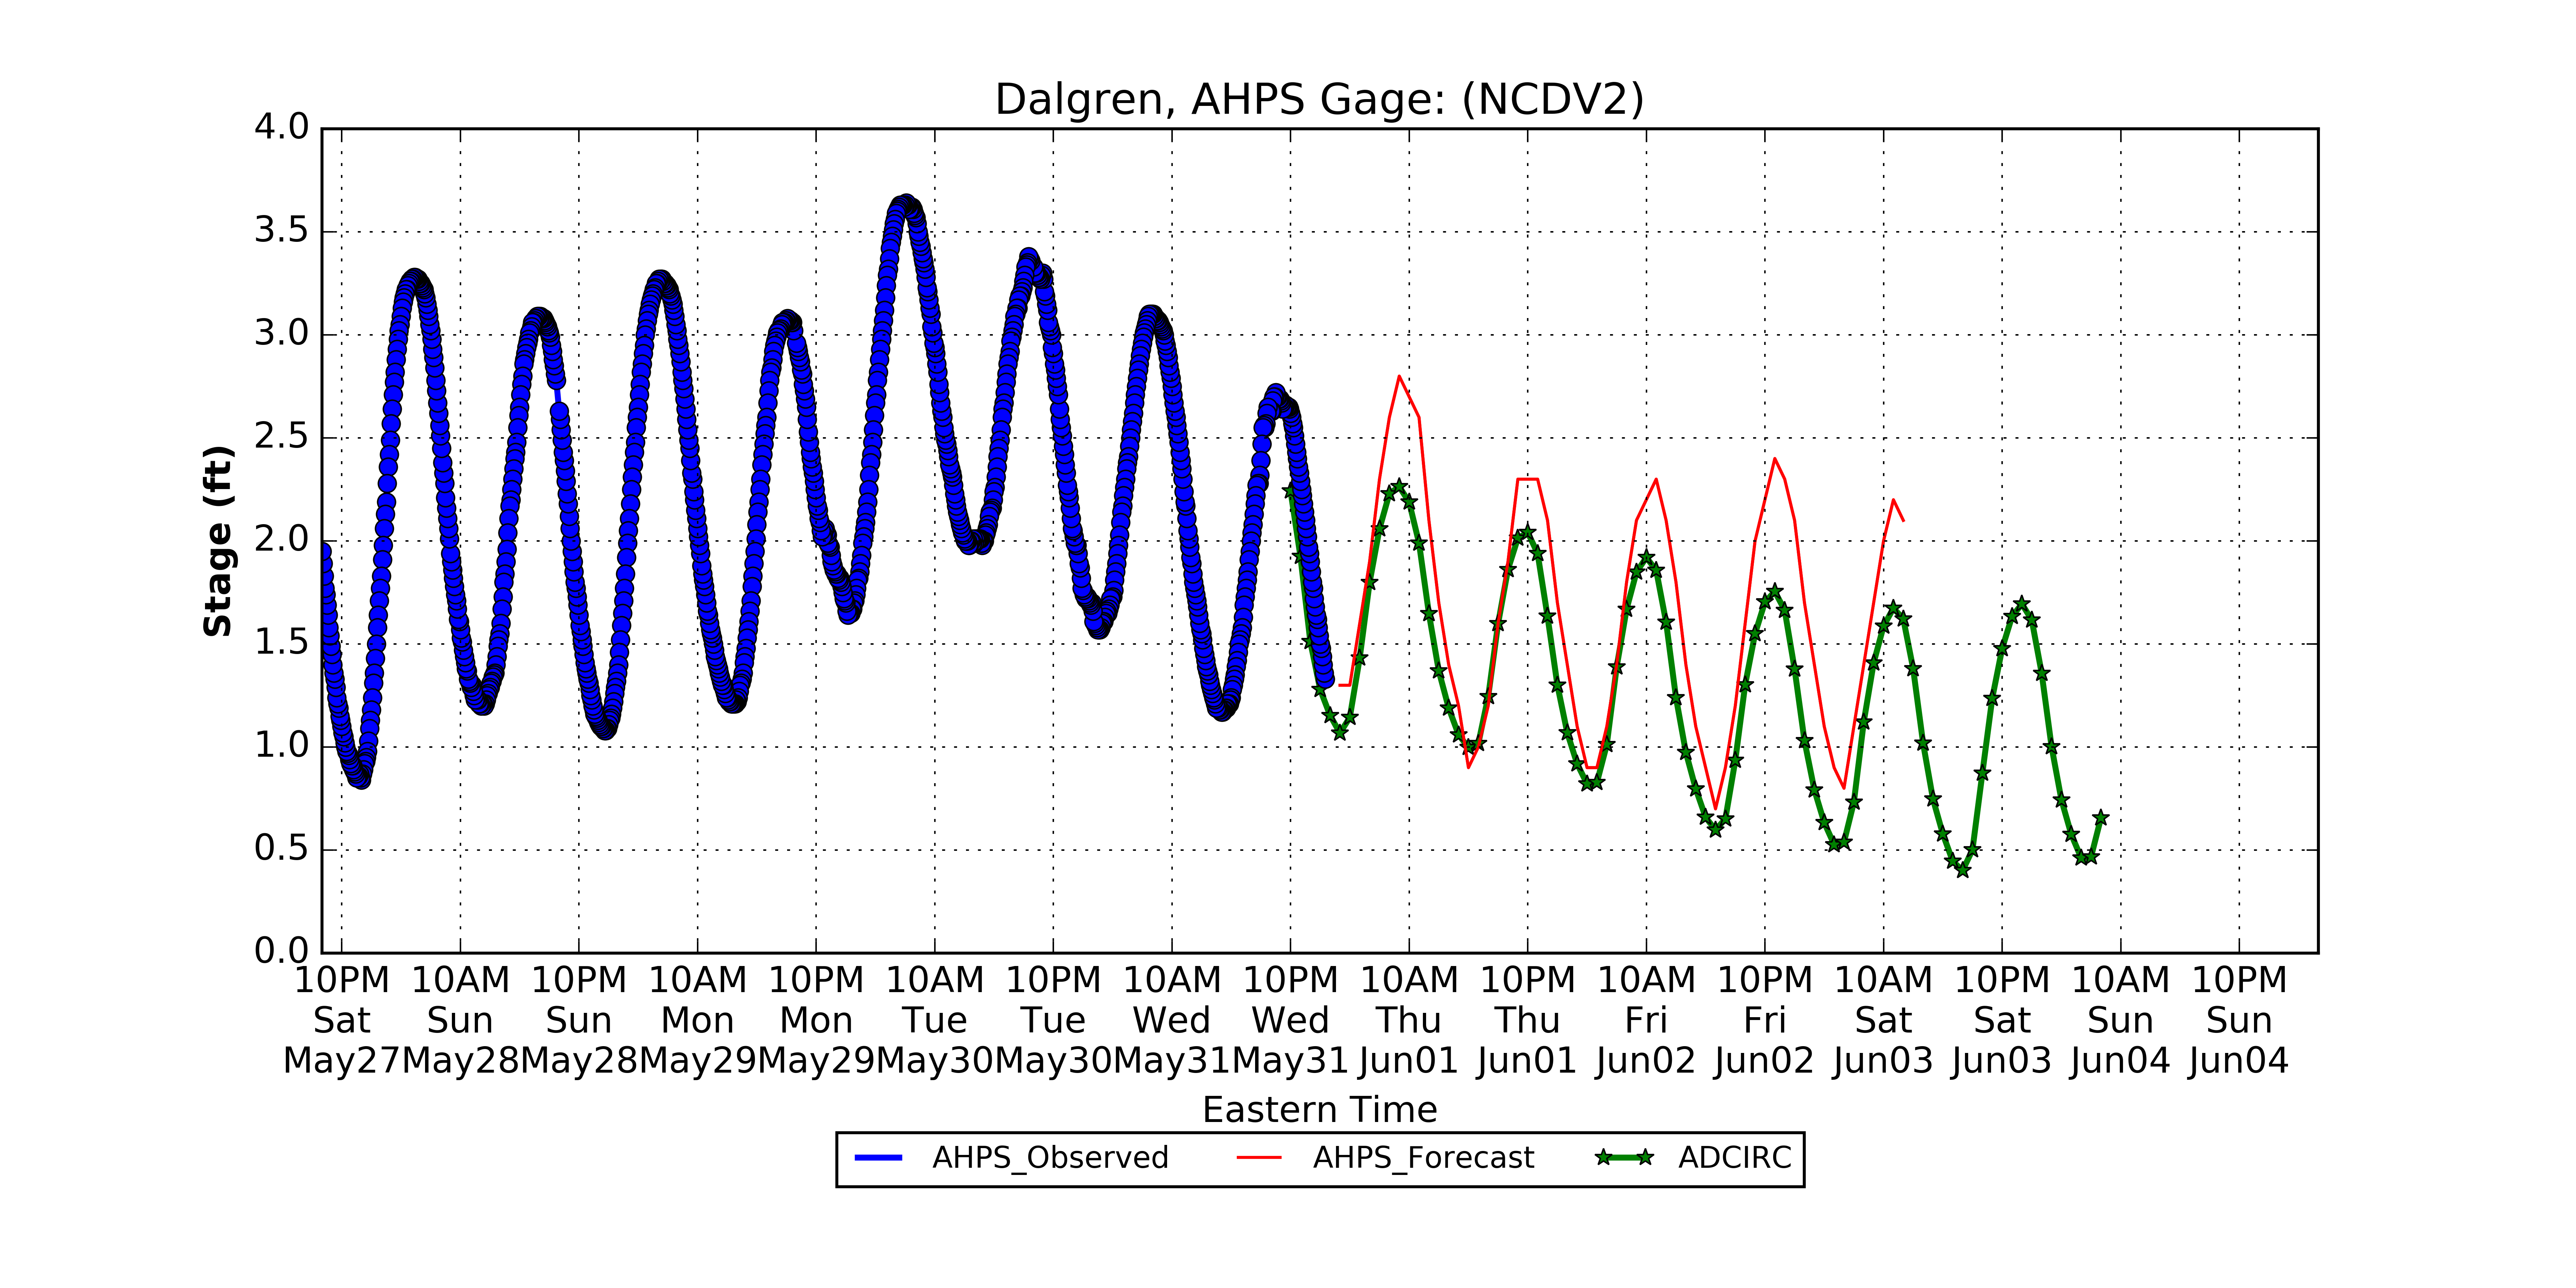 Dalgren, AHPS Gage: (NCDV2)
4.0
3.5
3.0
2.5
2.0
1.5
1.0
0.5
0.0
Stage (ft)
10PM 10AM 10PM 10AM 10PM 10AM 10PM 10AM 10PM 10AM 10PM 10AM 10PM 10AM 10PM 10AM 10PM
Sat Sun Sun Mon Mon Tue Tue Wed Wed Thu Thu Fri Fri Sat Sat Sun Sun
May27 May28 May28 May29 May29 May30 May30 May31 May31 Jun01 Jun01 Jun02 Jun02 Jun03 Jun03 Jun04 Jun04
Eastern Time
AHPS_Observed AHPS_Forecast ADCIRC